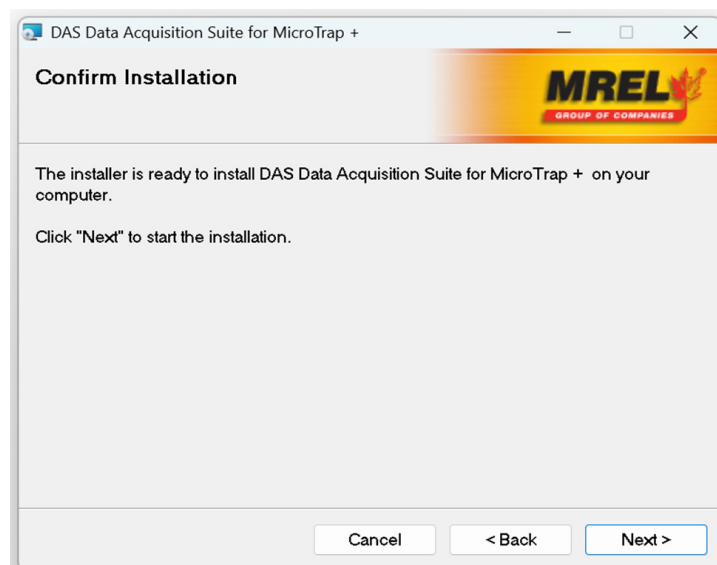 DAS Data Acquisition Suite for MicroTrap +
Confirm Installation
MREL
GROUP OF COMPANIES
The installer is ready to install DAS Data Acquisition Suite for MicroTrap + on your
computer.
Click "Next" to start the installation.
Cancel
< Back
Next >